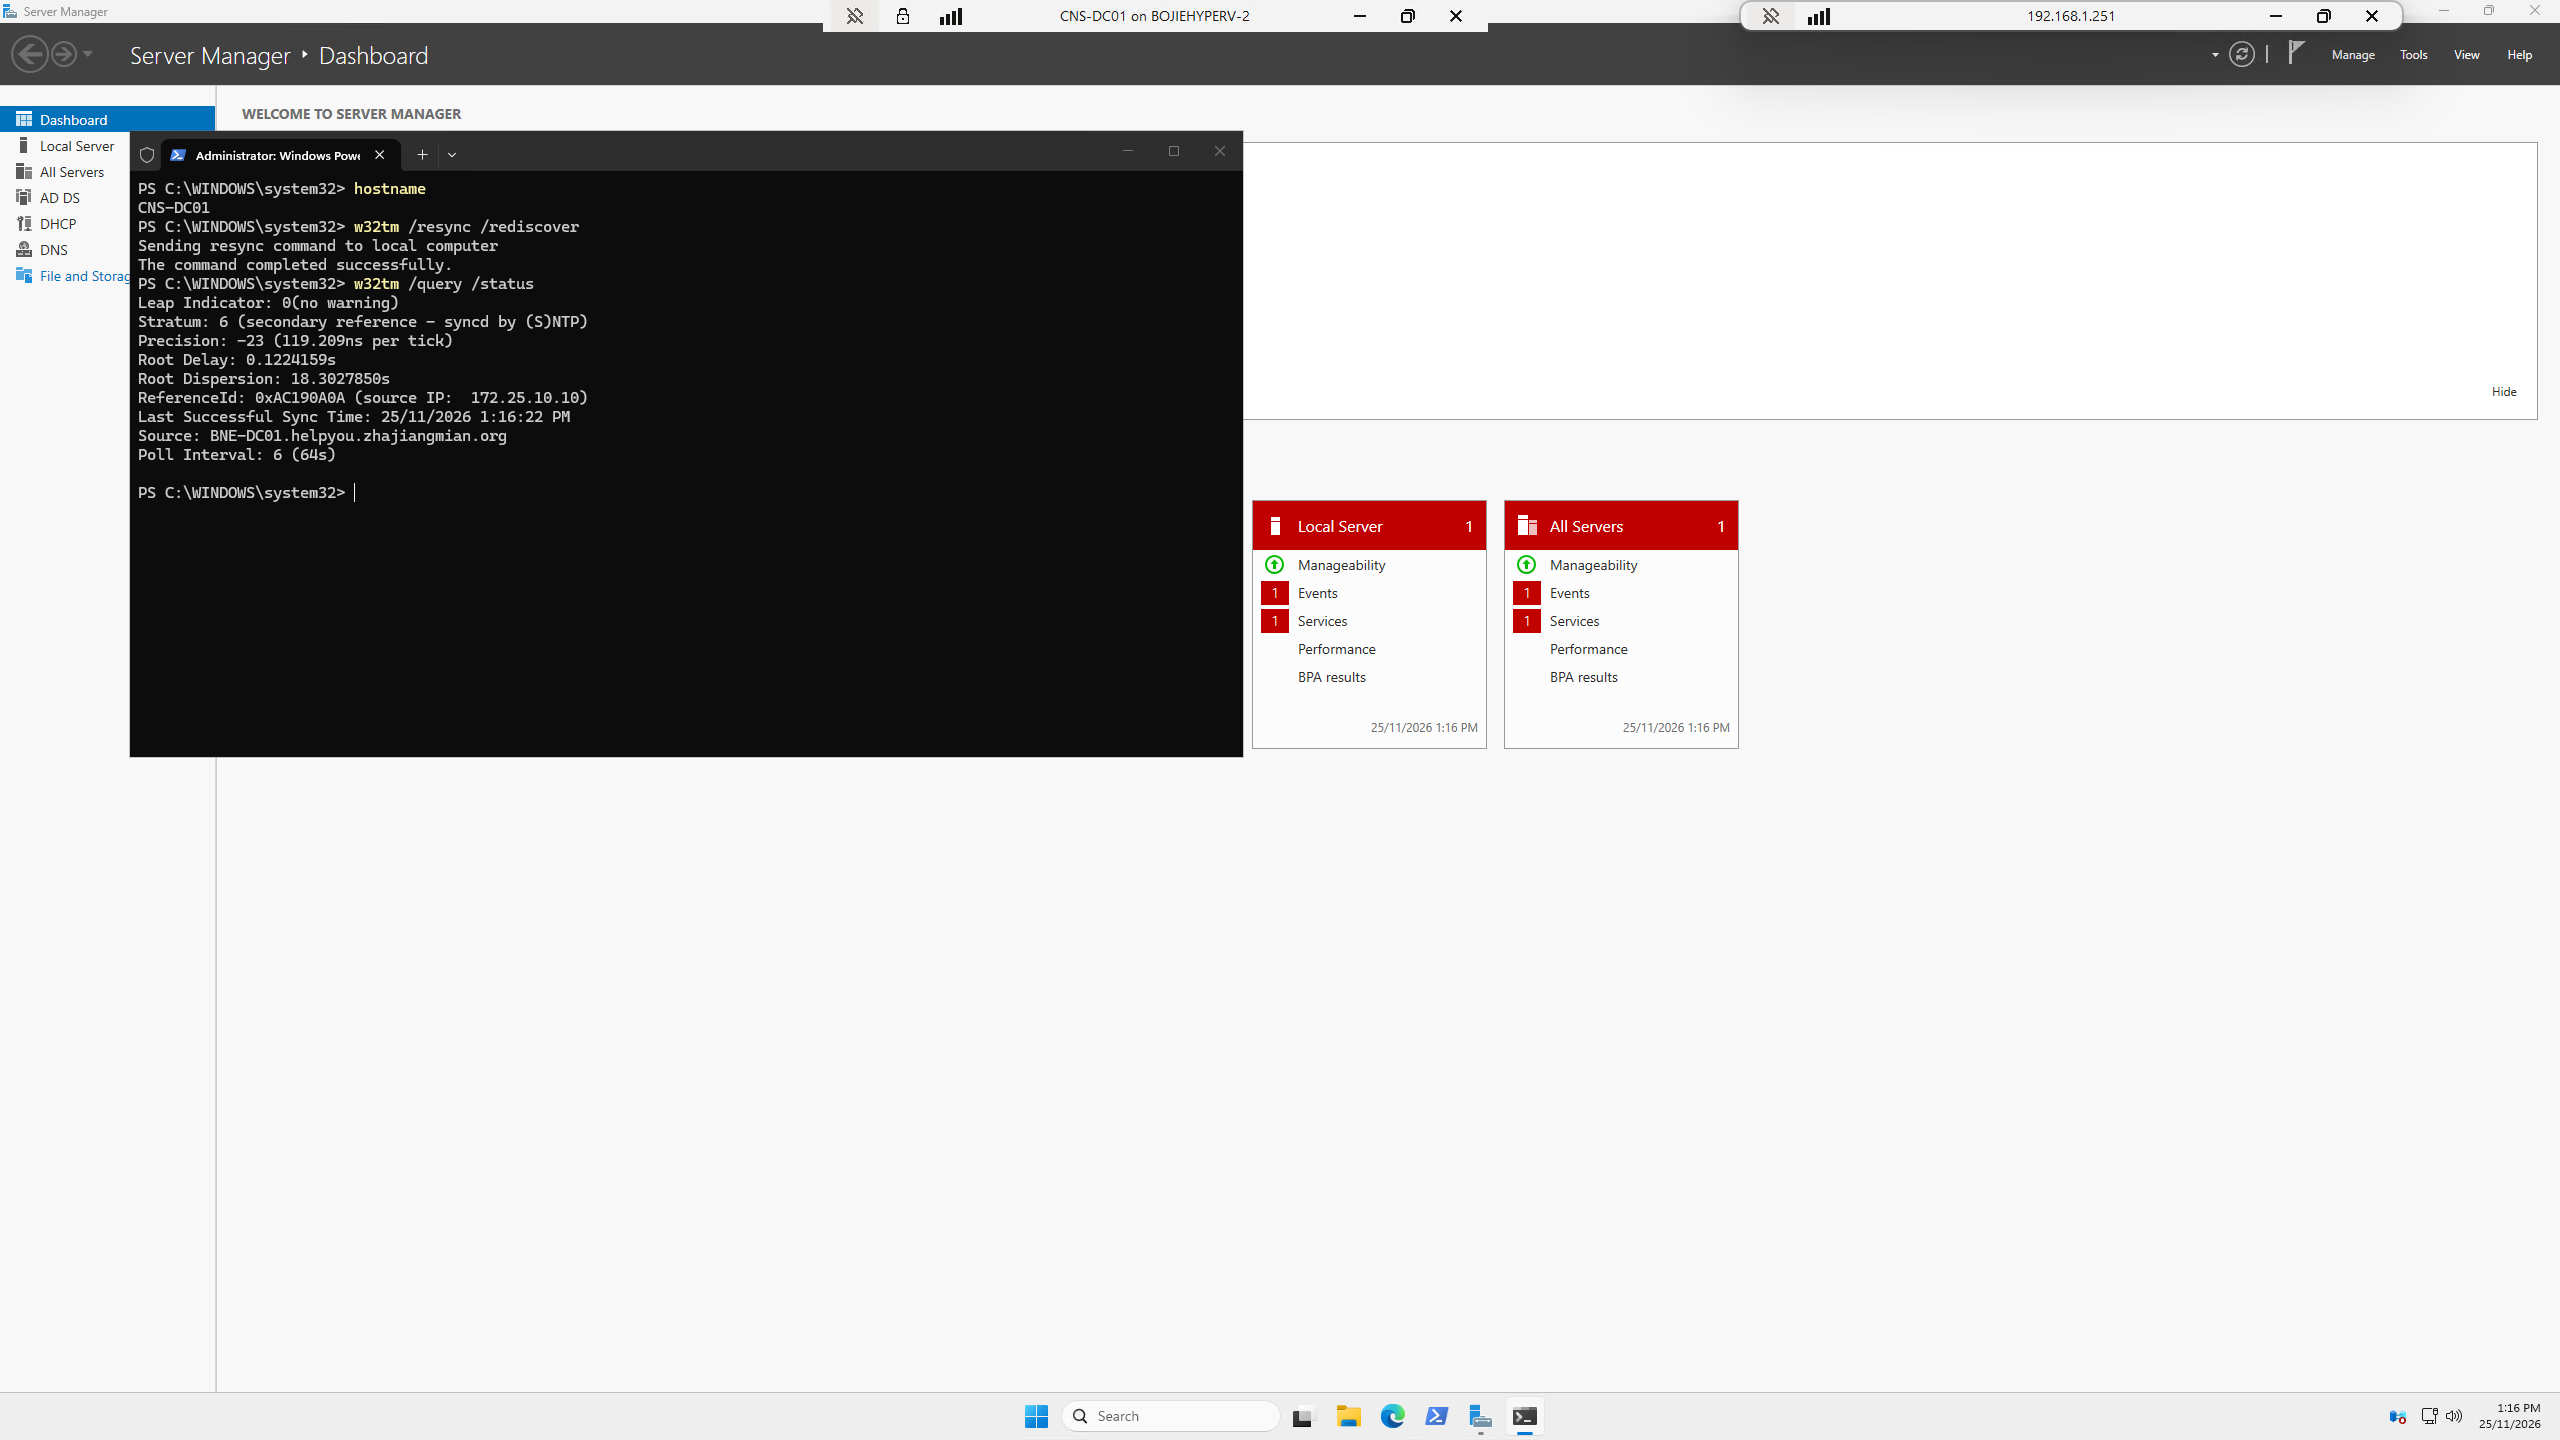 Server Manager
CNS-DC01 on BOJIEHYPERV-2
192.168.1.251
Server Manager ‣ Dashboard
Manage
Tools
View
Help
Dashboard
Local Server
All Servers
AD DS
DHCP
DNS
File and Storag
WELCOME TO SERVER MANAGER
Administrator: Windows Powe
PS C:\WINDOWS\system32> hostname
CNS-DC01
PS C:\WINDOWS\system32> w32tm /resync /rediscover
Sending resync command to local computer
The command completed successfully.
PS C:\WINDOWS\system32> w32tm /query /status
Leap Indicator: 0(no warning)
Stratum: 6 (secondary reference - syncd by (S)NTP)
Precision: -23 (119.209ns per tick)
Root Delay: 0.1224159s
Root Dispersion: 18.3027850s
ReferenceId: 0xAC190A0A (source IP:  172.25.10.10)
Last Successful Sync Time: 25/11/2026 1:16:22 PM
Source: BNE-DC01.helpyou.zhajiangmian.org
Poll Interval: 6 (64s)
PS C:\WINDOWS\system32>
Hide
Local Server 1
Manageability
1 Events
1 Services
Performance
BPA results
25/11/2026 1:16 PM
All Servers 1
Manageability
1 Events
1 Services
Performance
BPA results
25/11/2026 1:16 PM
Search
1:16 PM
25/11/2026